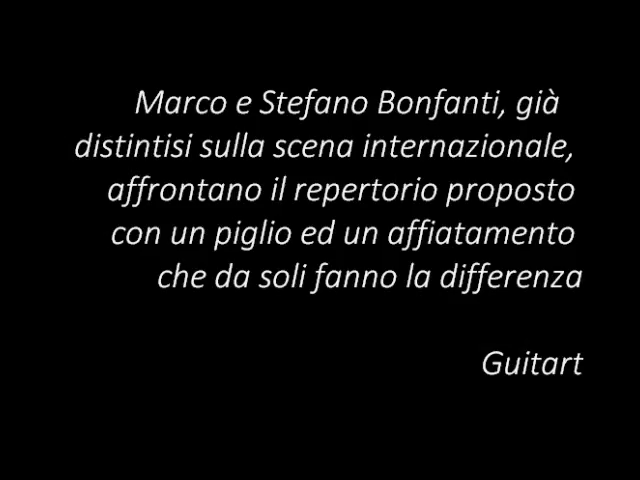 Marco e Stefano Bonfanti, già
distintisi sulla scena internazionale,
affrontano il repertorio proposto
con un piglio ed un affiatamento
che da soli fanno la differenza
Guitart